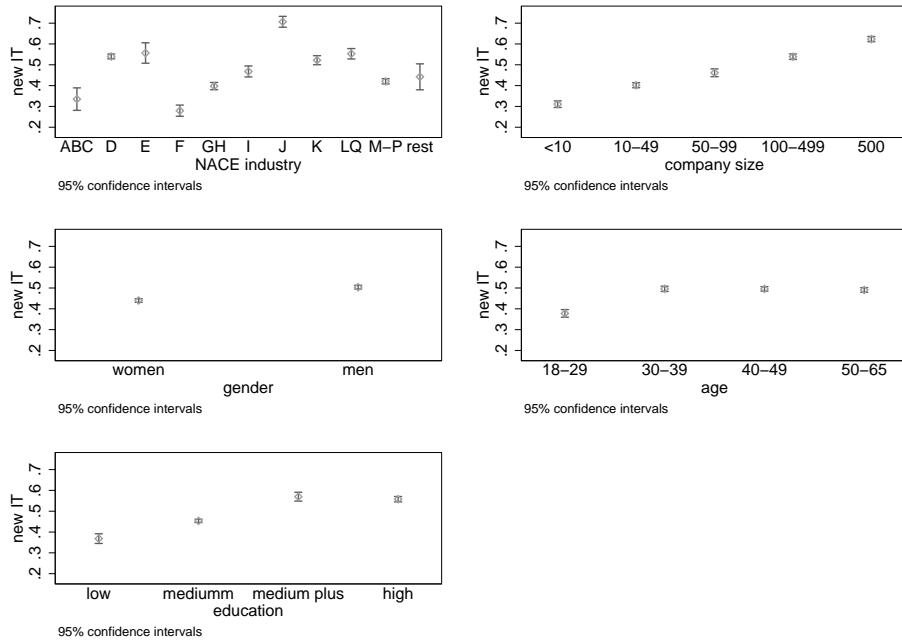 new IT
.2 .3 .4 .5 .6 .7
ABC D E F GH I J K LQ M–P rest
NACE industry
95% confidence intervals
new IT
.2 .3 .4 .5 .6 .7
<10 10–49 50–99 100–499 500
company size
95% confidence intervals
new IT
.2 .3 .4 .5 .6 .7
women men
gender
95% confidence intervals
new IT
.2 .3 .4 .5 .6 .7
18–29 30–39 40–49 50–65
age
95% confidence intervals
new IT
.2 .3 .4 .5 .6 .7
low mediumm medium plus high
education
95% confidence intervals